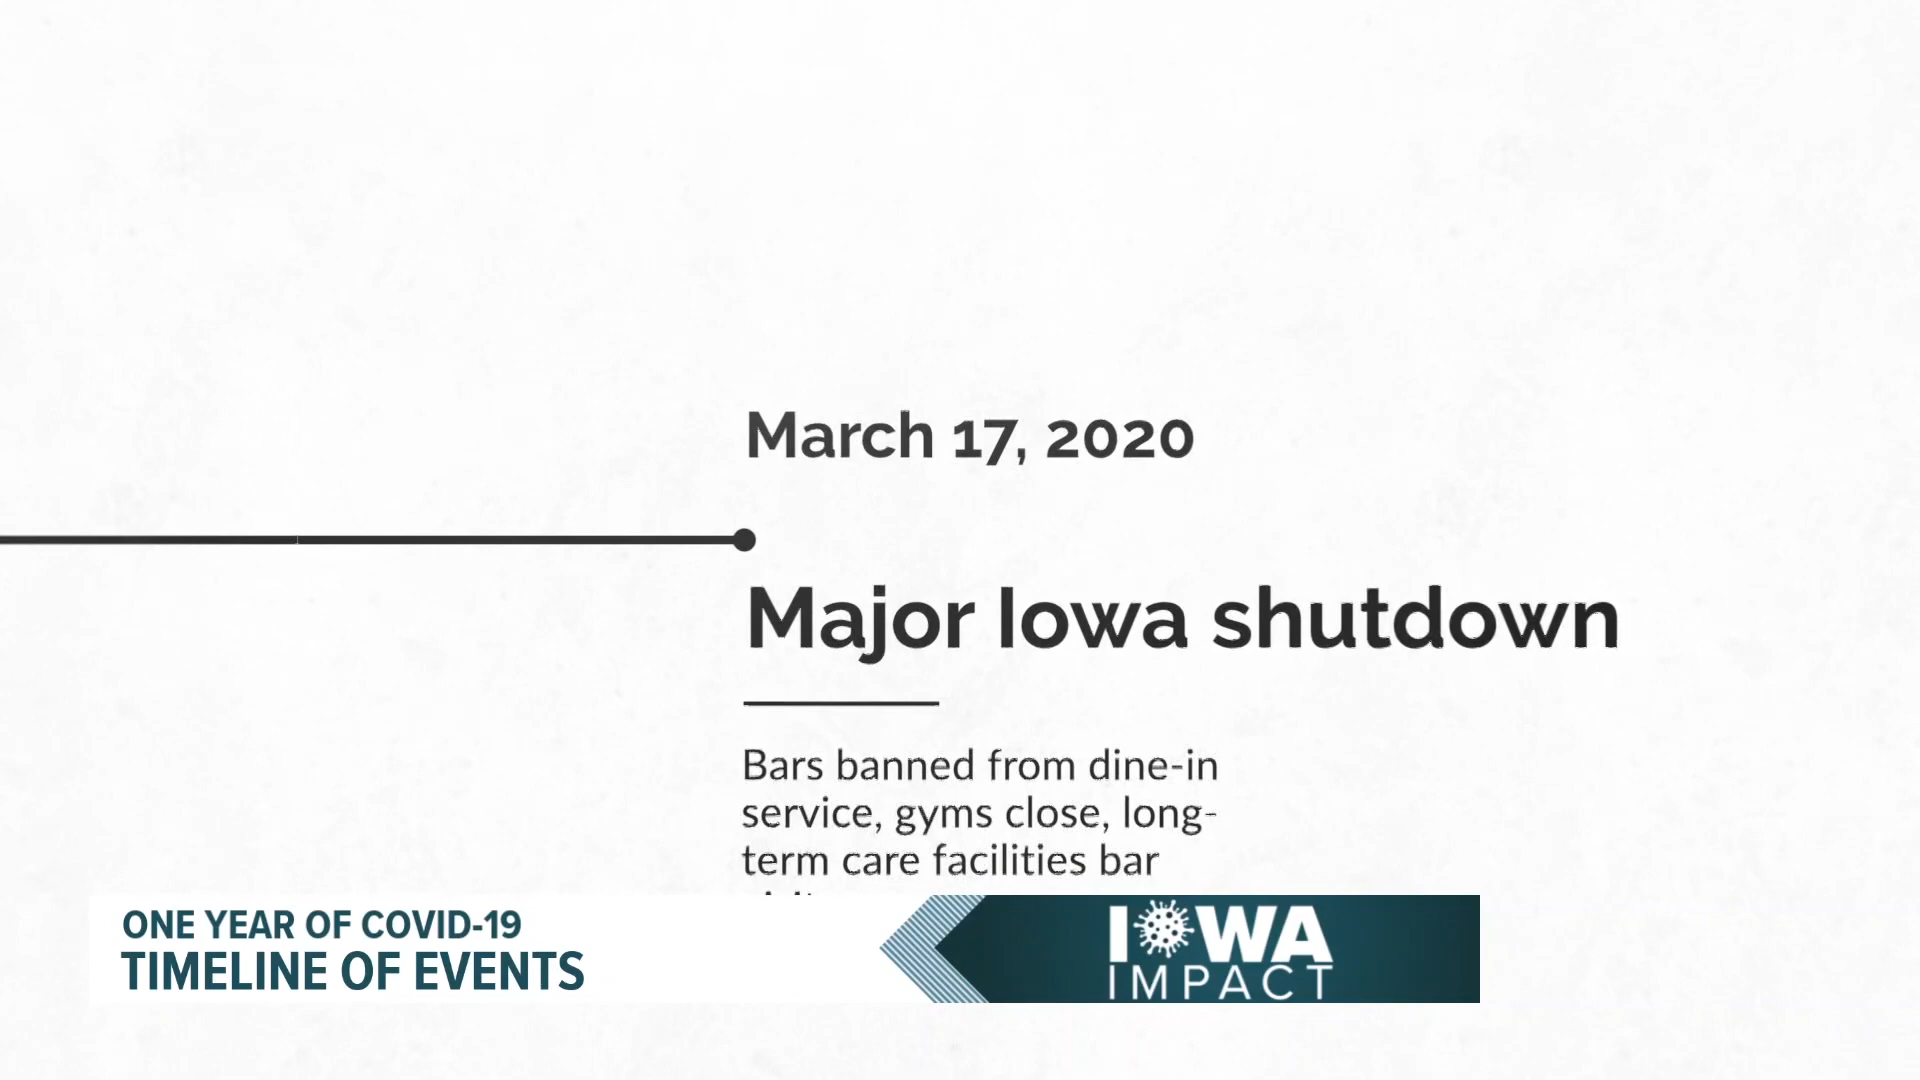 March 17, 2020
Major Iowa shutdown
Bars banned from dine-in
service, gyms close, long-
term care facilities bar
ONE YEAR OF COVID-19
TIMELINE OF EVENTS
IOWA
IMPACT